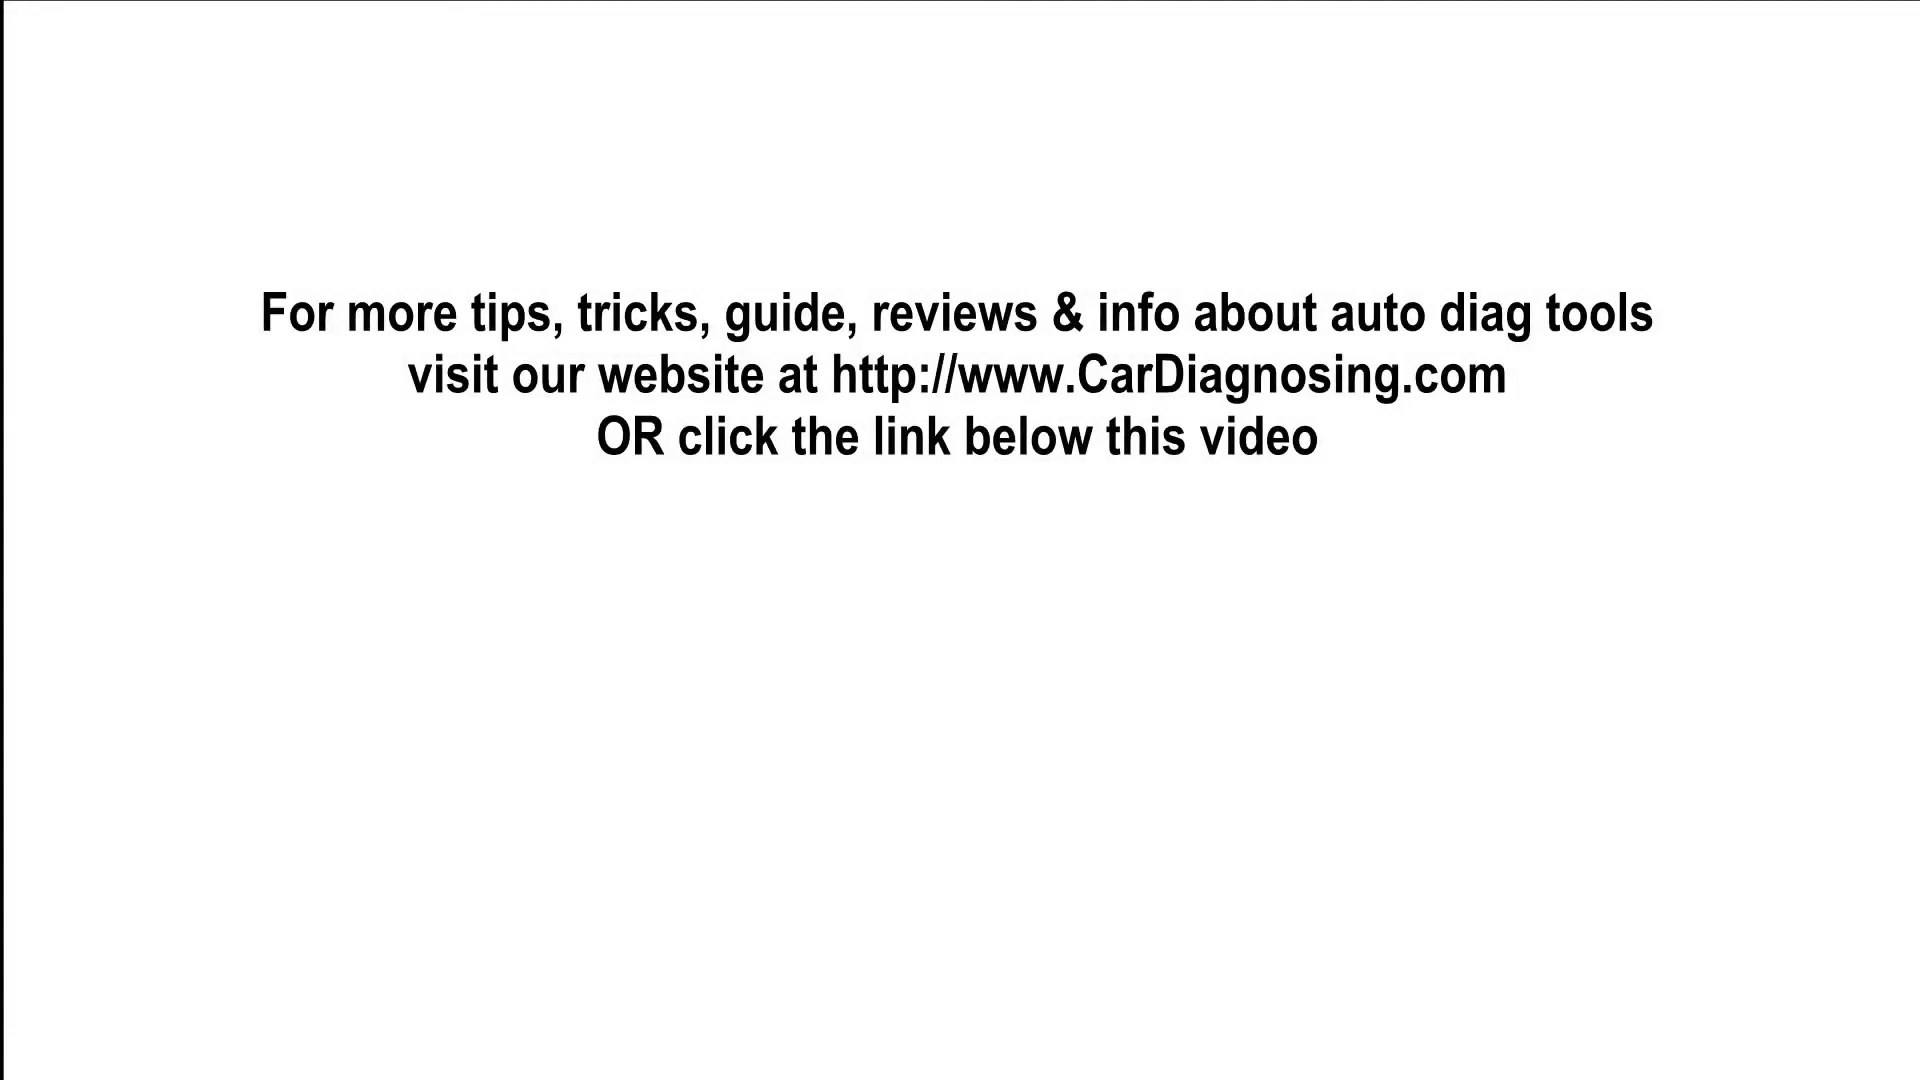 For more tips, tricks, guide, reviews & info about auto diag tools
visit our website at http://www.CarDiagnosing.com
OR click the link below this video